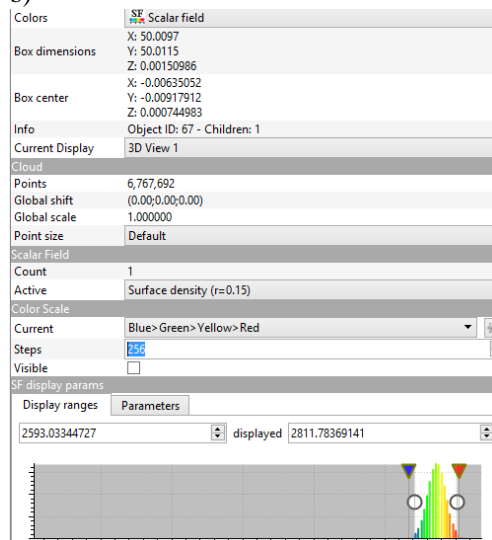 Colors SF Scalar field
X: 50.0097
Box dimensions Y: 50.0115
Z: 0.00150986
X: -0.00635052
Box center Y: -0.00917912
Z: 0.000744983
Info Object ID: 67 - Children: 1
Current Display 3D View 1
Cloud
Points 6,767,692
Global shift (0.00;0.00;0.00)
Global scale 1.000000
Point size Default
Scalar Field
Count 1
Active Surface density (r=0.15)
Color Scale
Current Blue>Green>Yellow>Red
Steps 256
Visible
SF display params
Display ranges Parameters
2593.03344727 displayed 2811.78369141